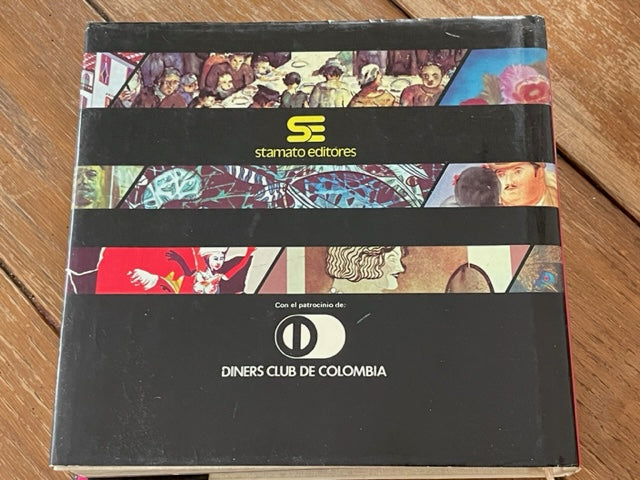 SE
stamato editores
Con el patrocinio de:
DINERS CLUB DE COLOMBIA